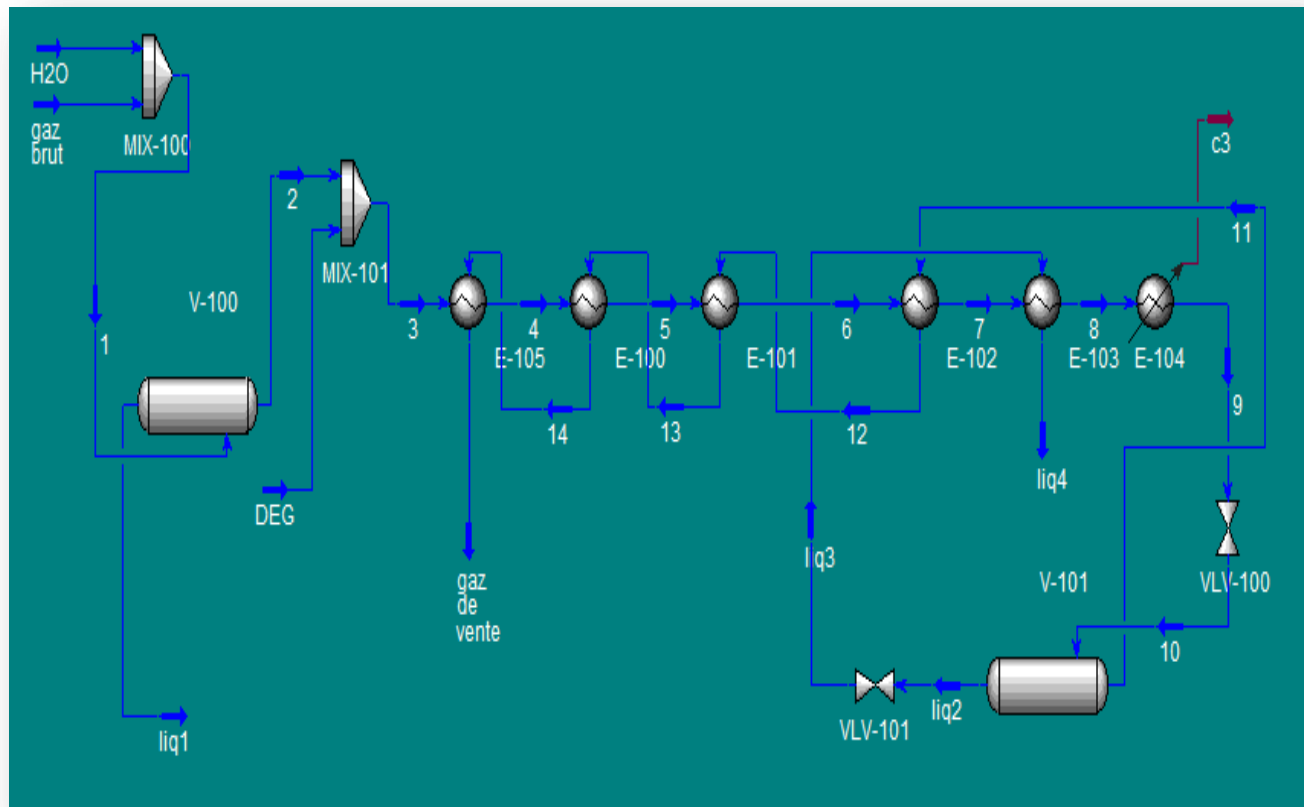 H2O
gaz
brut
MIX-100
c3
2
11
MIX-101
V-100
1
3
4
5
6
7
8
E-105
E-100
E-101
E-102
E-103
E-104
9
14
13
12
liq4
DEG
liq3
gaz
de
vente
V-101
VLV-100
10
liq1
VLV-101
liq2